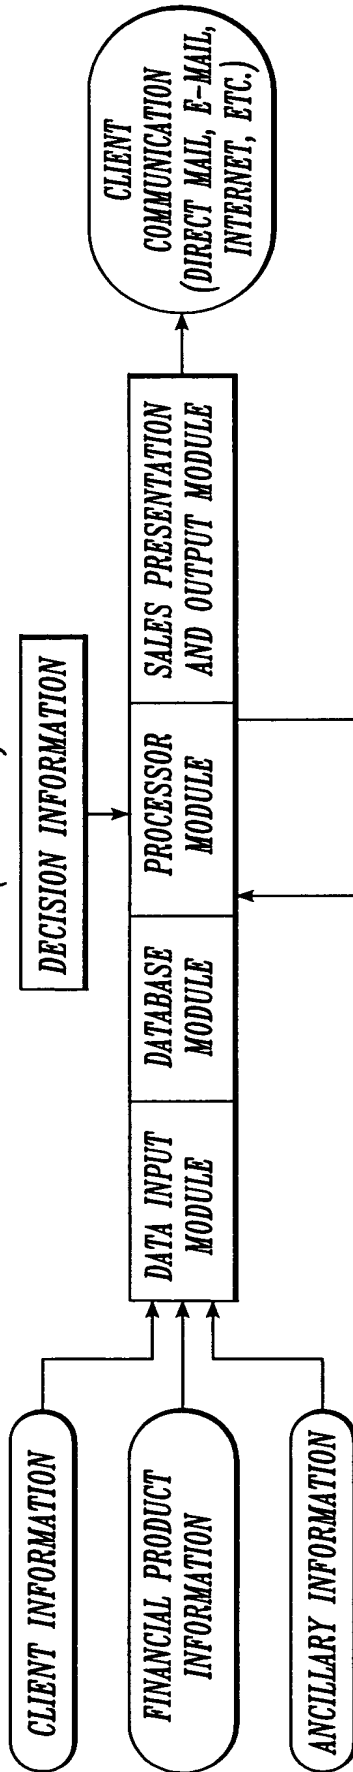 CLIENT INFORMATION
FINANCIAL PRODUCT
INFORMATION
ANCILLARY INFORMATION
DATA INPUT
MODULE
DATABASE
MODULE
PROCESSOR
MODULE
SALES PRESENTATION
AND OUTPUT MODULE
DECISION INFORMATION
CLIENT
COMMUNICATION
(DIRECT MAIL, E-MAIL,
INTERNET, ETC.)